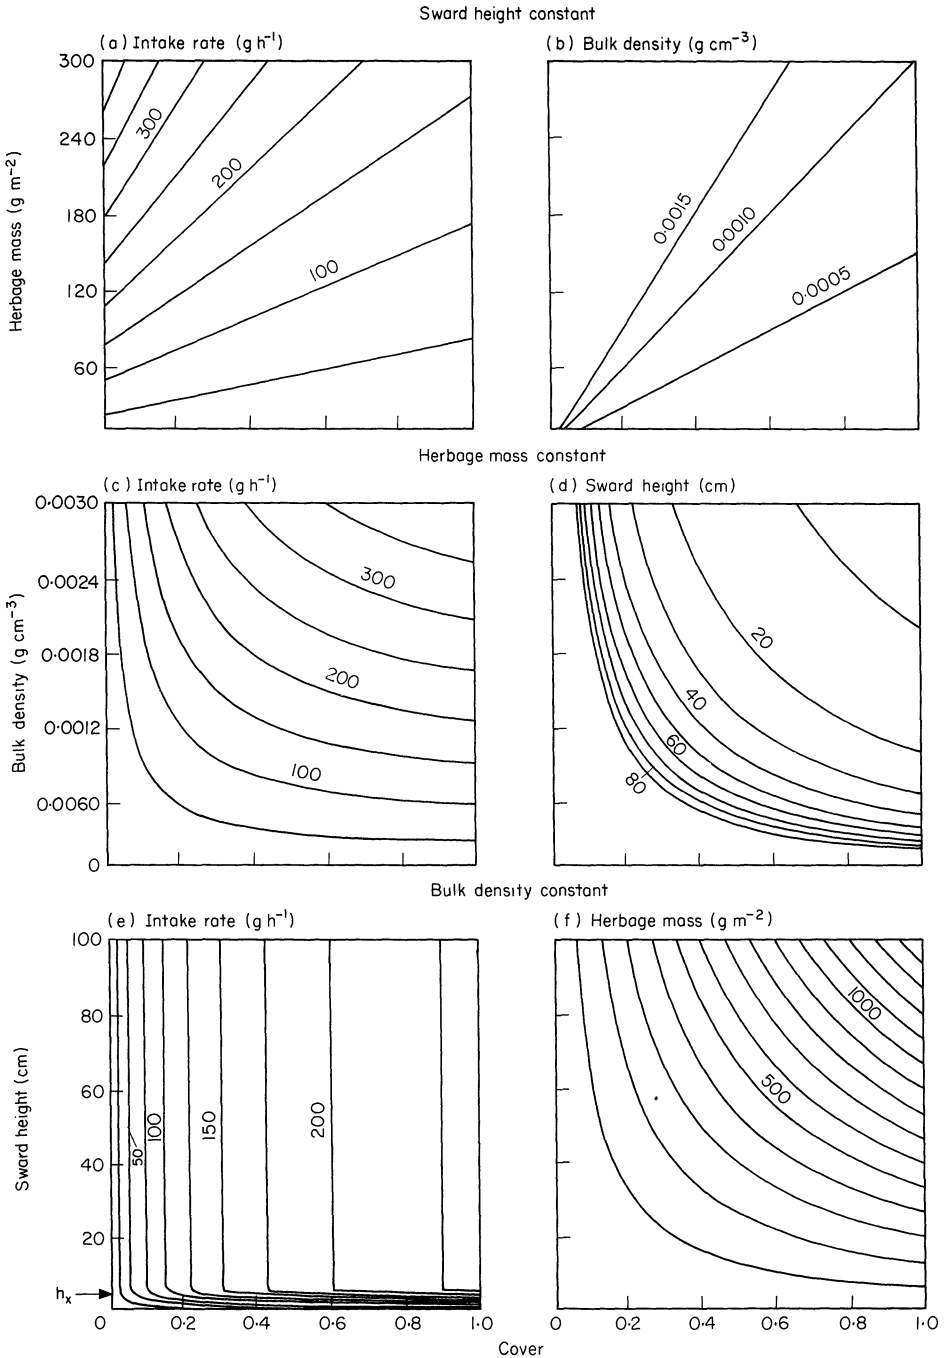 Sward height constant
(a) Intake rate (g h⁻¹)
(b) Bulk density (g cm⁻³)
Herbage mass (g m⁻²)
300
240
180
120
60
300
200
100
0·0015
0·0010
0·0005
Herbage mass constant
(c) Intake rate (g h⁻¹)
(d) Sward height (cm)
Bulk density (g cm⁻³)
0·0030
0·0024
0·0018
0·0012
0·0060
0
300
200
100
20
40
60
80
Bulk density constant
(e) Intake rate (g h⁻¹)
(f) Herbage mass (g m⁻²)
Sward height (cm)
100
80
60
40
20
hₓ
50
100
150
200
1000
500
0 0·2 0·4 0·6 0·8 1·0
0 0·2 0·4 0·6 0·8 1·0
Cover